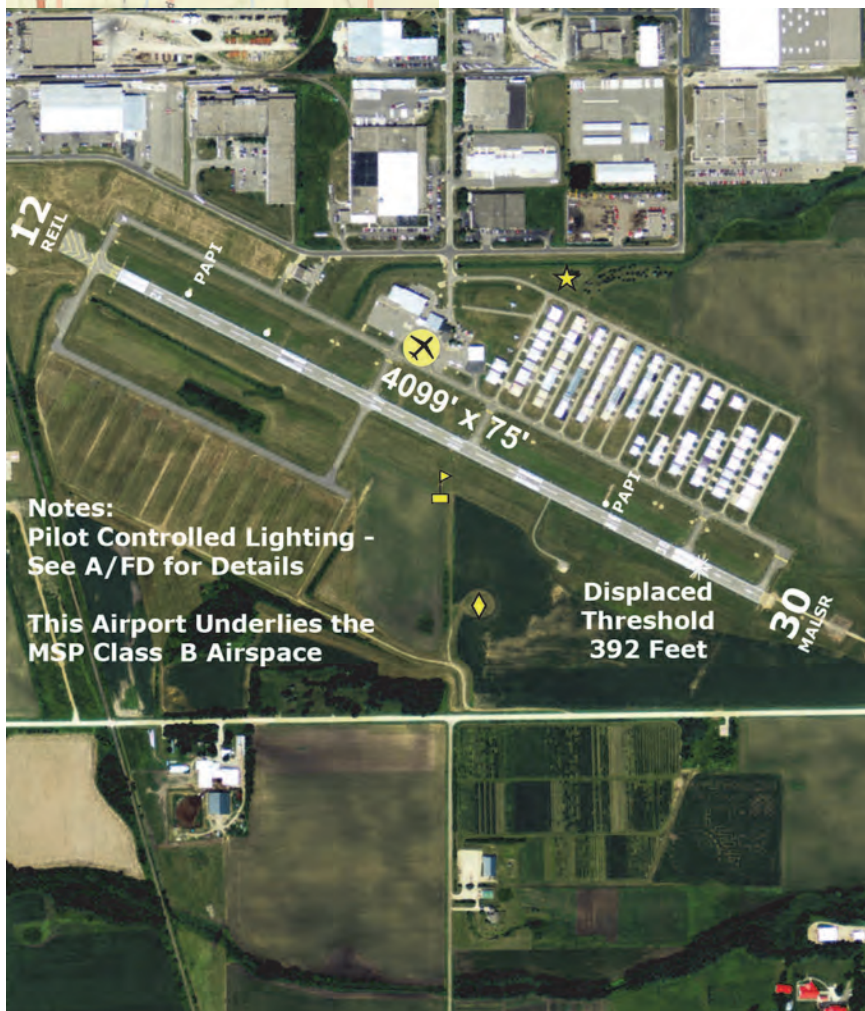 12
REIL
PAPI
4099' x 75'
PAPI
Notes:
Pilot Controlled Lighting -
See A/FD for Details
This Airport Underlies the
MSP Class B Airspace
Displaced
Threshold
392 Feet
30
MALSR